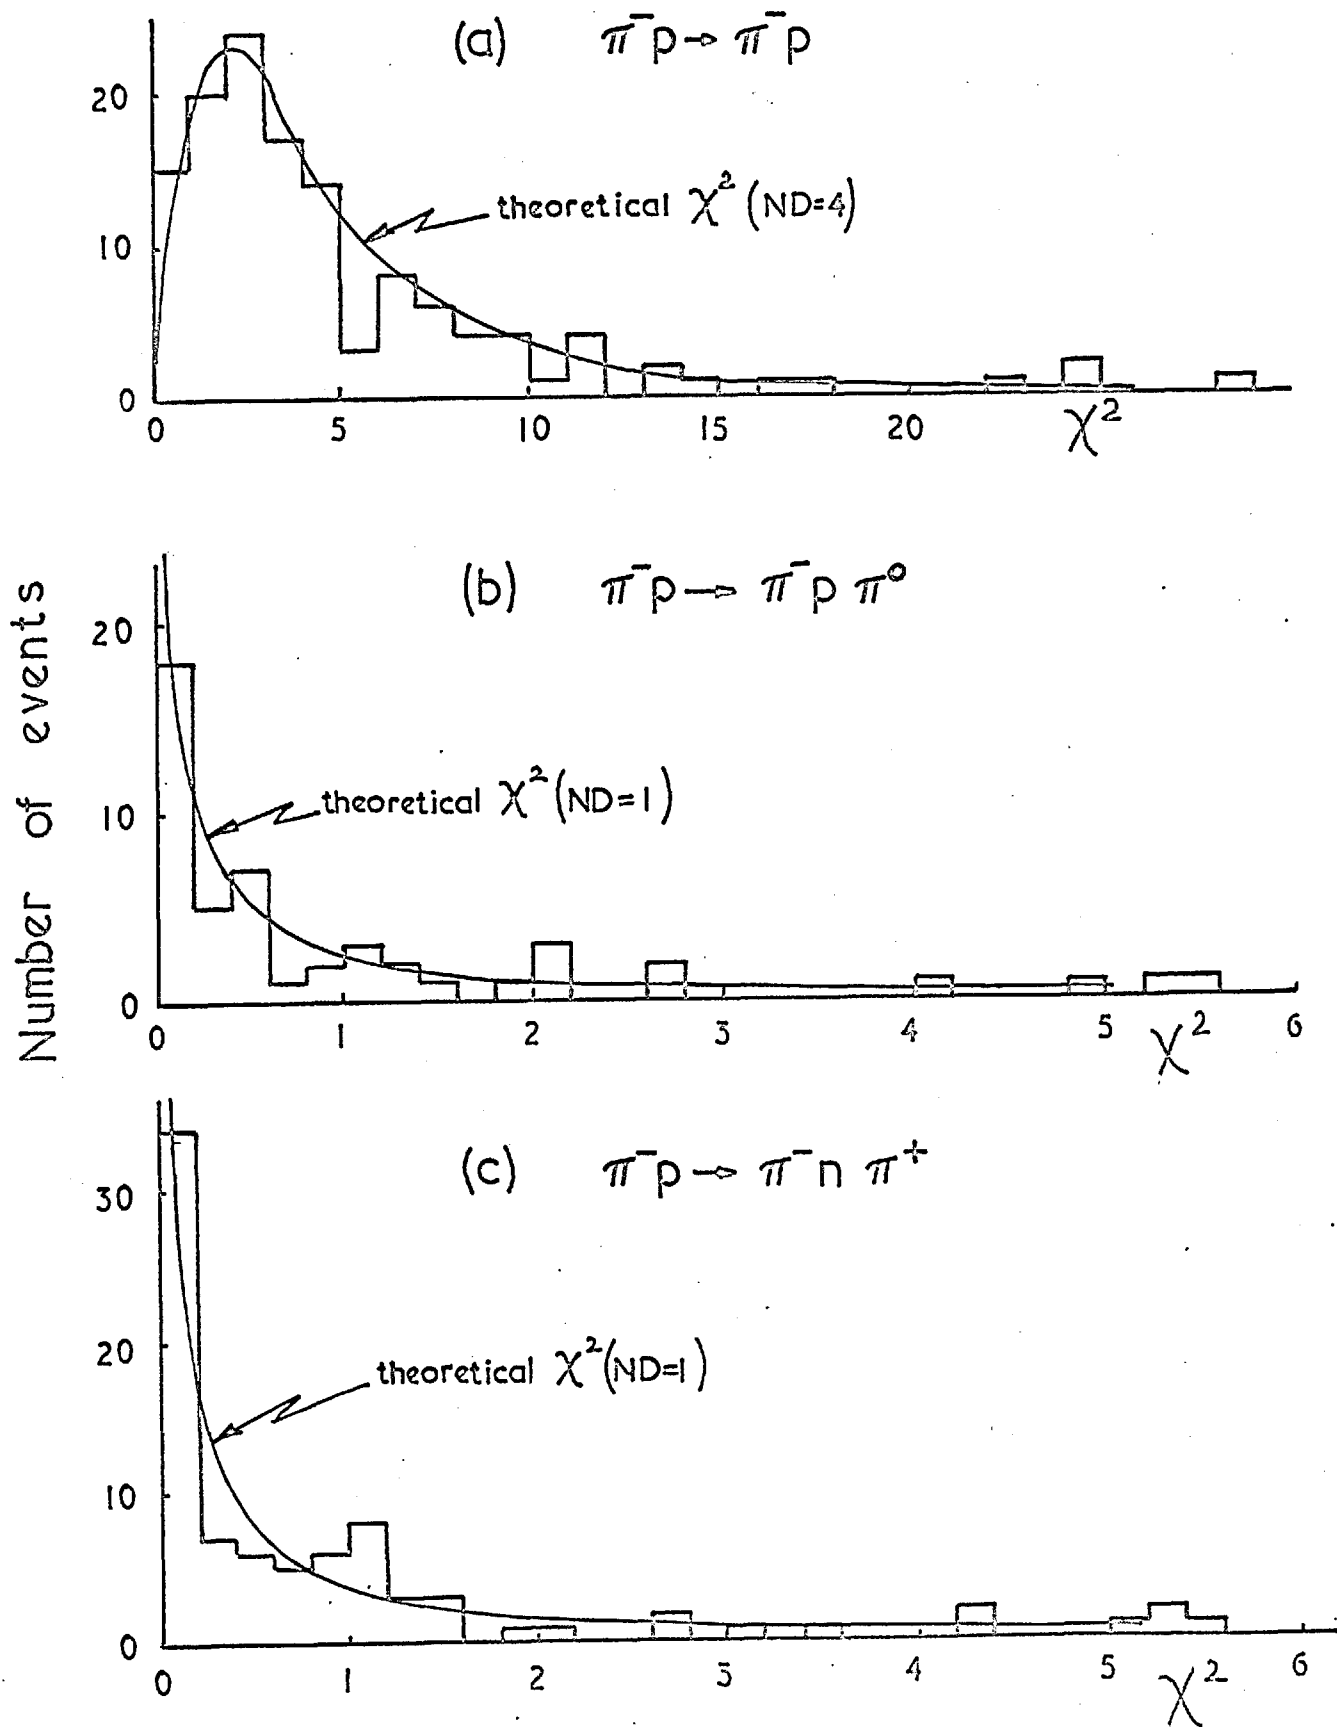 (a) π⁻p → π⁻p
20
theoretical χ² (ND=4)
10
0
0 5 10 15 20 χ²
Number of events
(b) π⁻p → π⁻p π⁰
20
theoretical χ² (ND=1)
10
0
0 1 2 3 4 5 χ² 6
(c) π⁻p → π⁻n π⁺
30
20
theoretical χ² (ND=1)
10
0
0 1 2 3 4 5 χ² 6